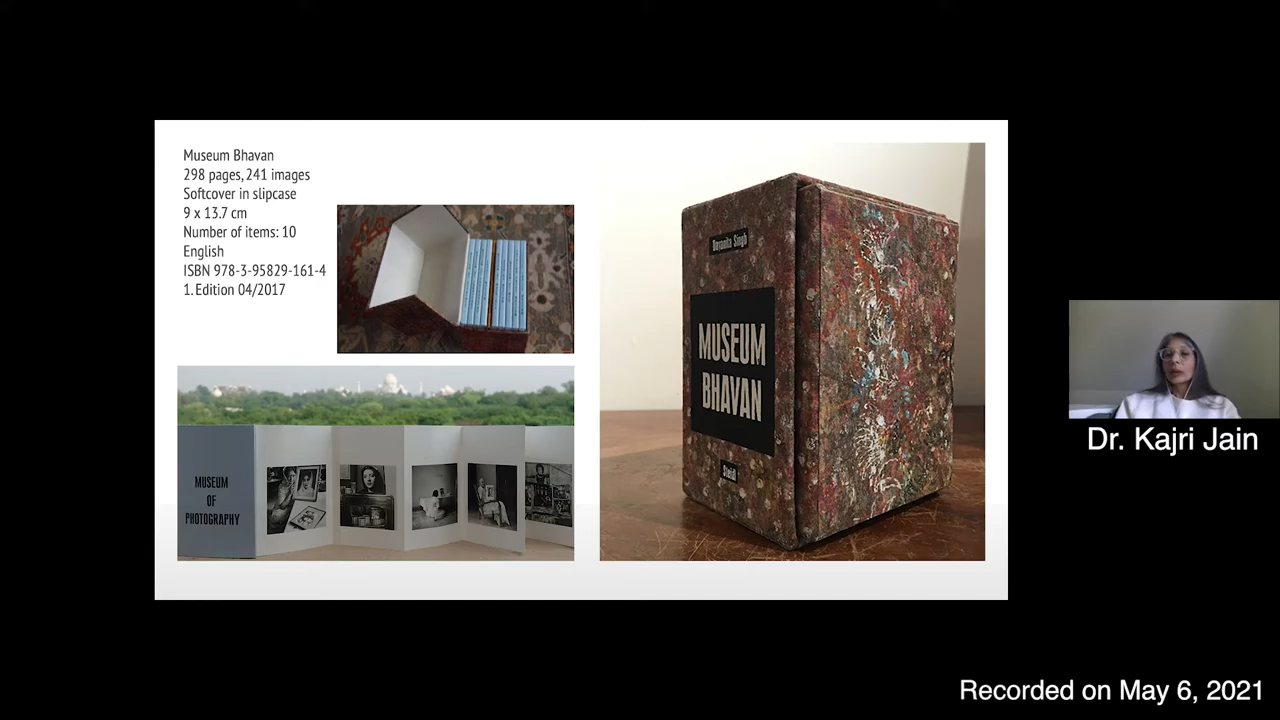 Museum Bhavan
298 pages, 241 images
Softcover in slipcase
9 x 13.7 cm
Number of items: 10
English
ISBN 978-3-95829-161-4
1. Edition 04/2017
MUSEUM
OF
PHOTOGRAPHY
Dayanita Singh
MUSEUM
BHAVAN
Steidl
Dr. Kajri Jain
Recorded on May 6, 2021